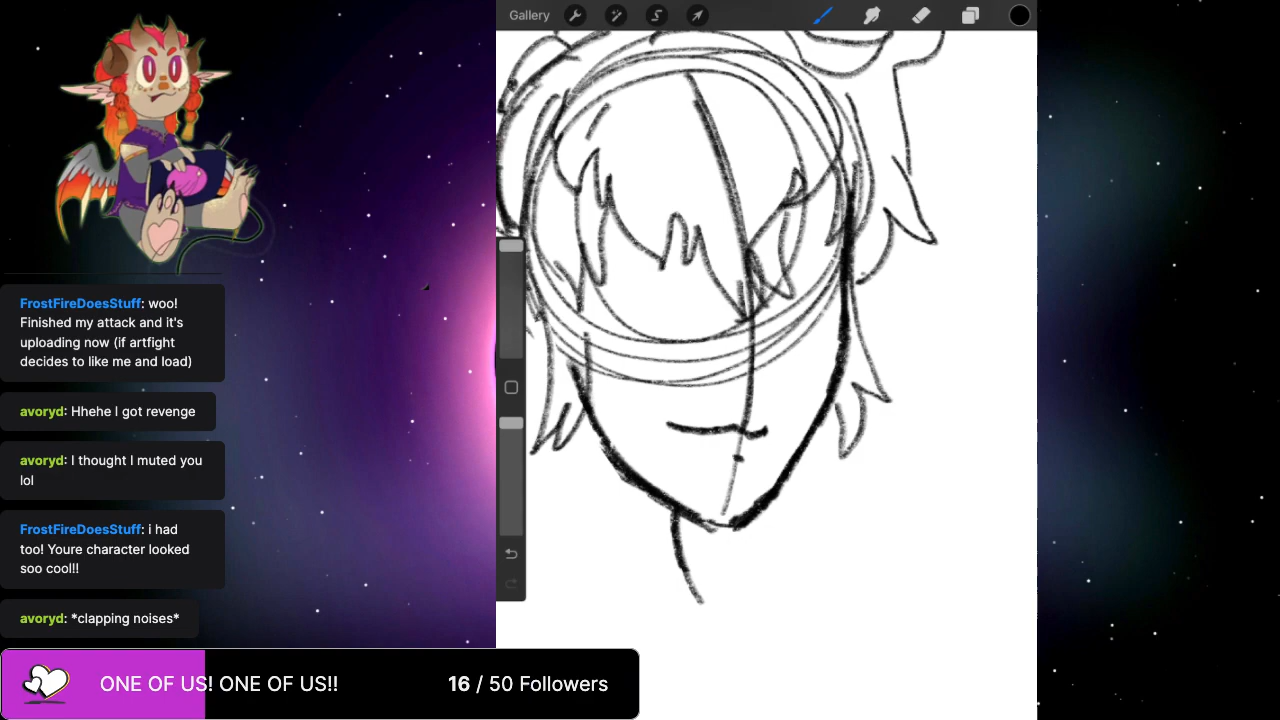 Gallery
FrostFireDoesStuff: woo!
Finished my attack and it's
uploading now (if artfight
decides to like me and load)
avoryd: Hhehe I got revenge
avoryd: I thought I muted you
lol
FrostFireDoesStuff: i had
too! Youre character looked
soo cool!!
avoryd: *clapping noises*
ONE OF US! ONE OF US!!
16 / 50 Followers